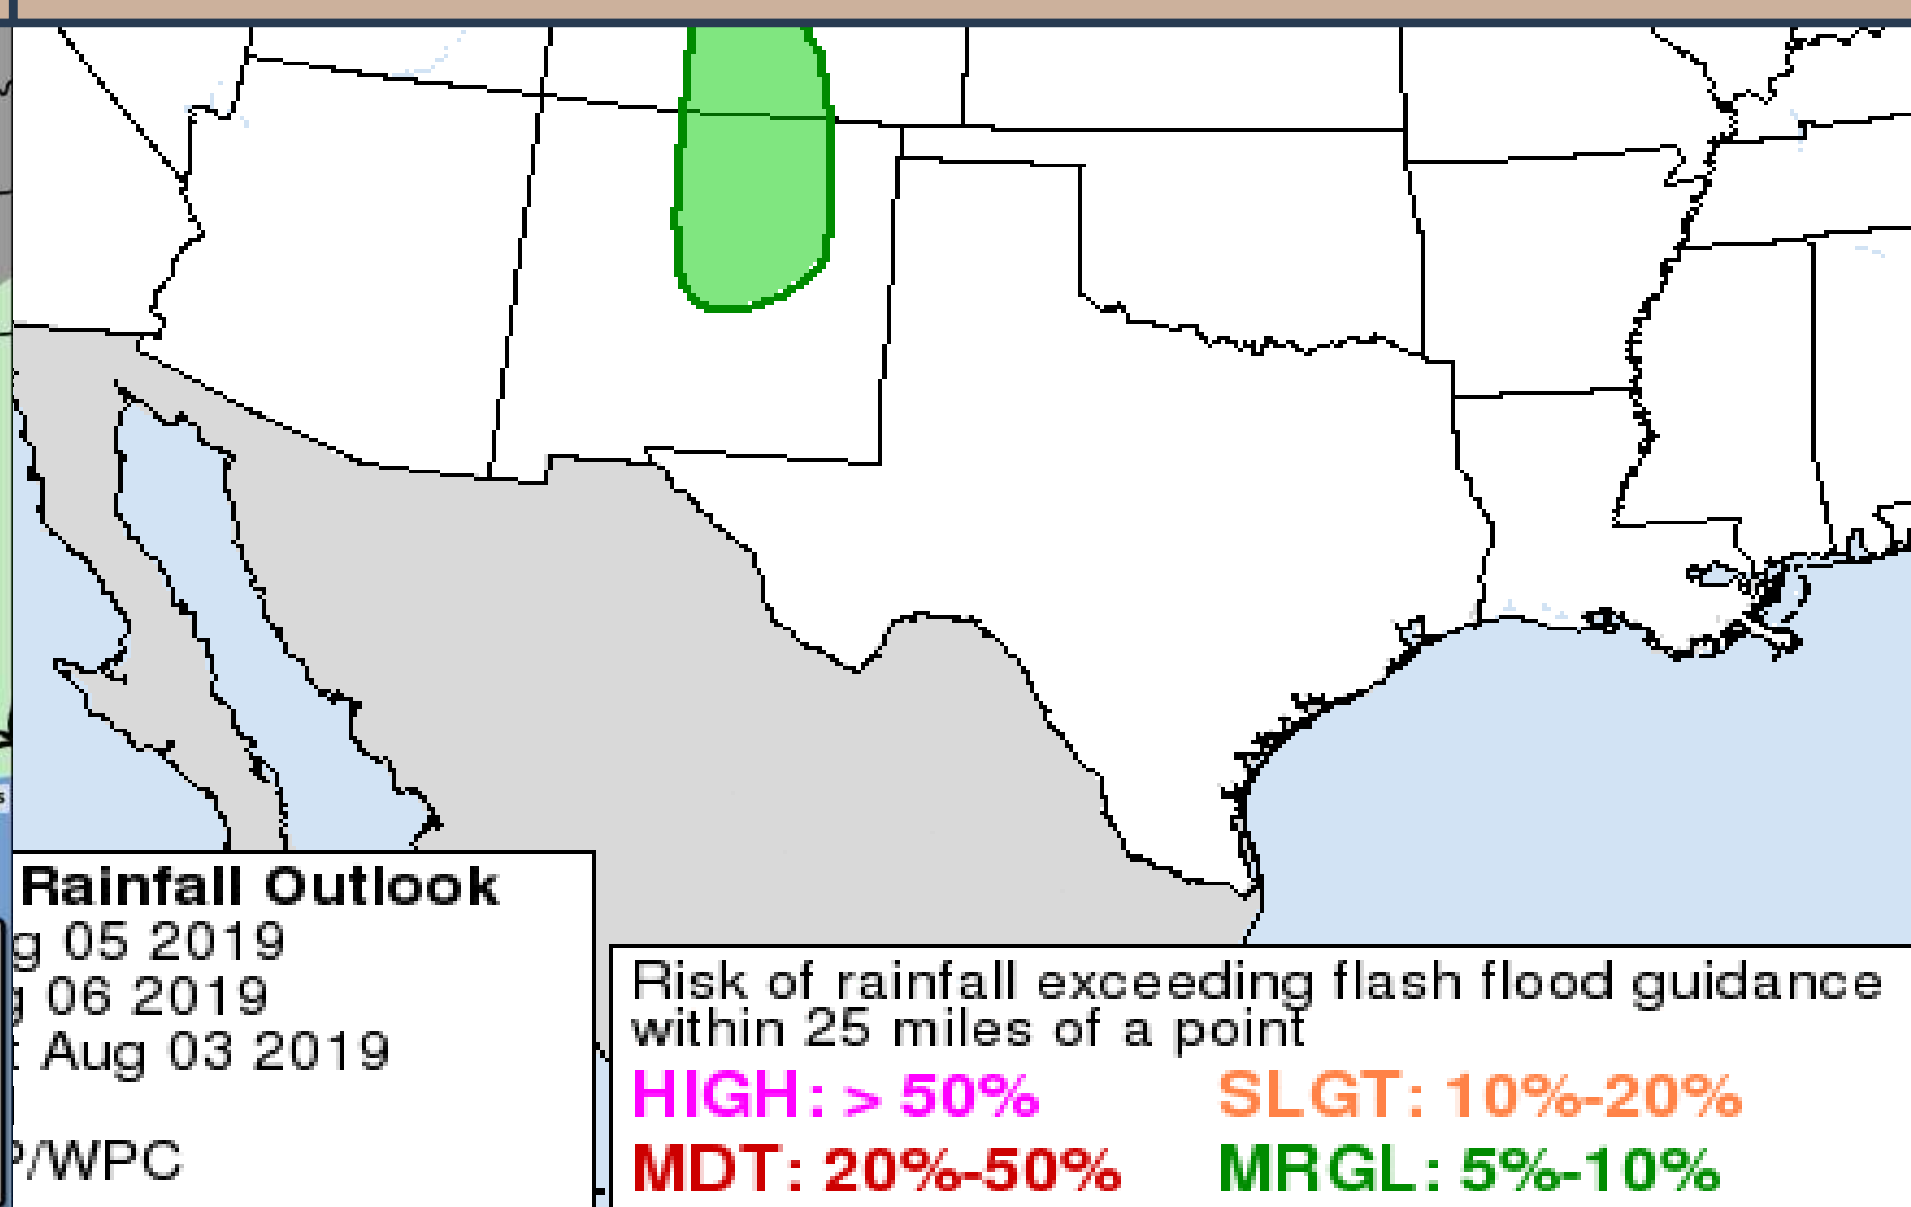 Rainfall Outlook
g 05 2019
06 2019
Aug 03 2019
/WPC
Risk of rainfall exceeding flash flood guidance
within 25 miles of a point
HIGH: > 50%
SLGT: 10%-20%
MDT: 20%-50%
MRGL: 5%-10%